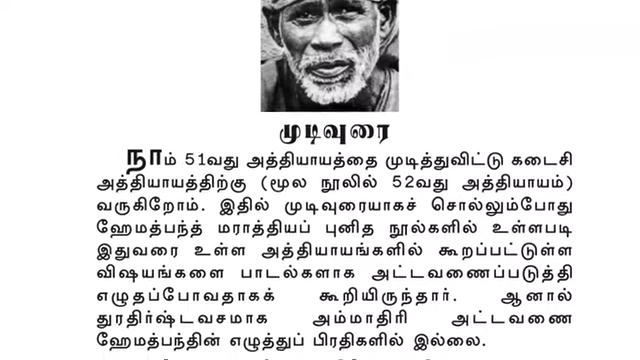 முடிவுரை
நாம் 51வது அத்தியாயத்தை முடித்துவிட்டு கடைசி
அத்தியாயத்திற்கு (மூல நூலில் 52வது அத்தியாயம்)
வருகிறோம். இதில் முடிவுரையாகச் சொல்லும்போது
ஹேமத்பந்த் மராத்தியப் புனித நூல்களில் உள்ளபடி
இதுவரை உள்ள அத்தியாயங்களில் கூறப்பட்டுள்ள
விஷயங்களை பாடல்களாக அட்டவணைப்படுத்தி
எழுதப்போவதாகக் கூறியிருந்தார். ஆனால்
துரதிர்ஷ்டவசமாக அம்மாதிரி அட்டவணை
ஹேமத்பந்தின் எழுத்துப் பிரதிகளில் இல்லை.